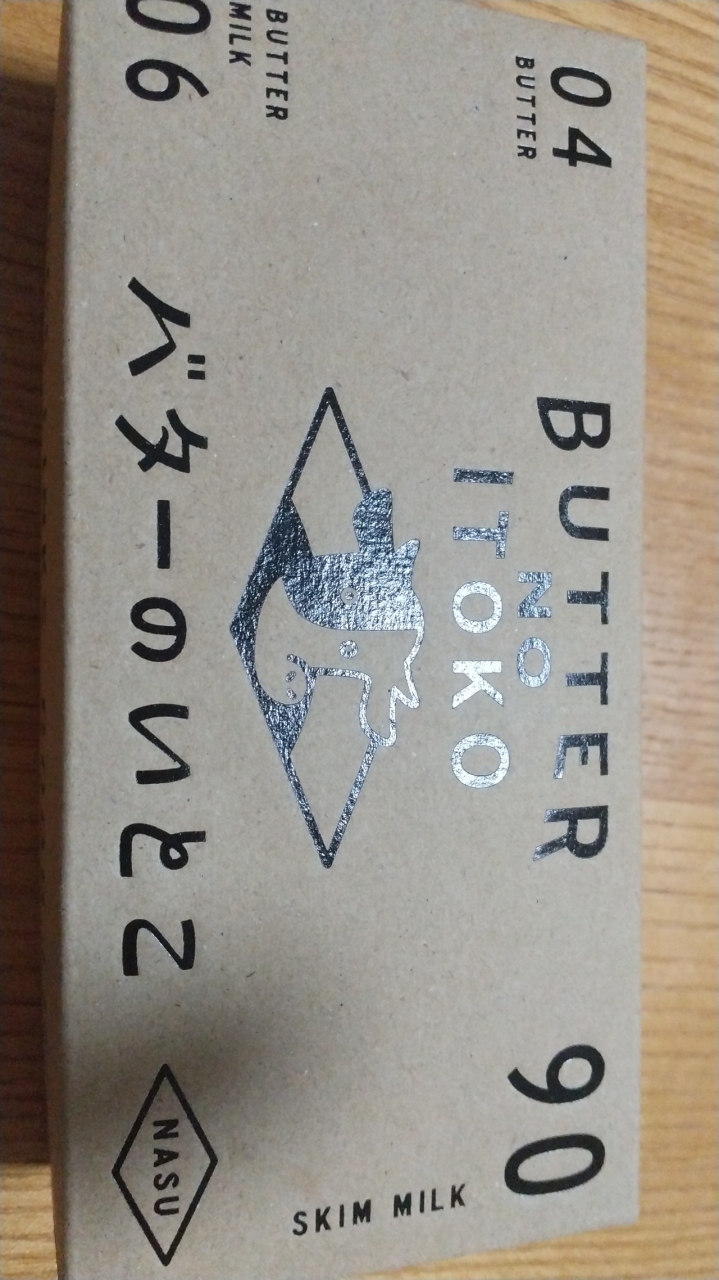 04
BUTTER
BUTTER
NO
ITOKO
90
SKIM MILK
BUTTER
MILK
06
バターのいとこ
NASU